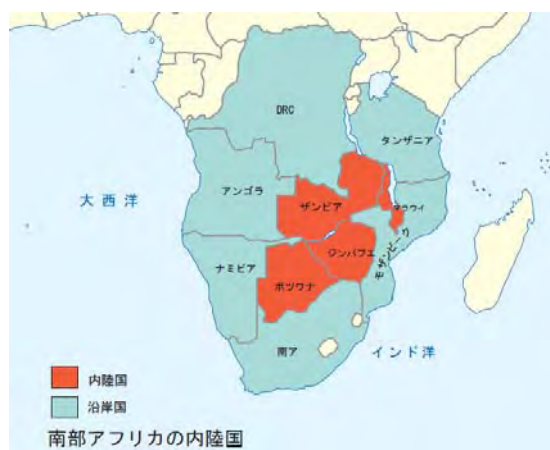 DRC
タンザニア
大西洋
アンゴラ
ザンビア
マラウイ
モザンビーク
ジンバブエ
ナミビア
ボツワナ
南ア
インド洋
内陸国
沿岸国
南部アフリカの内陸国